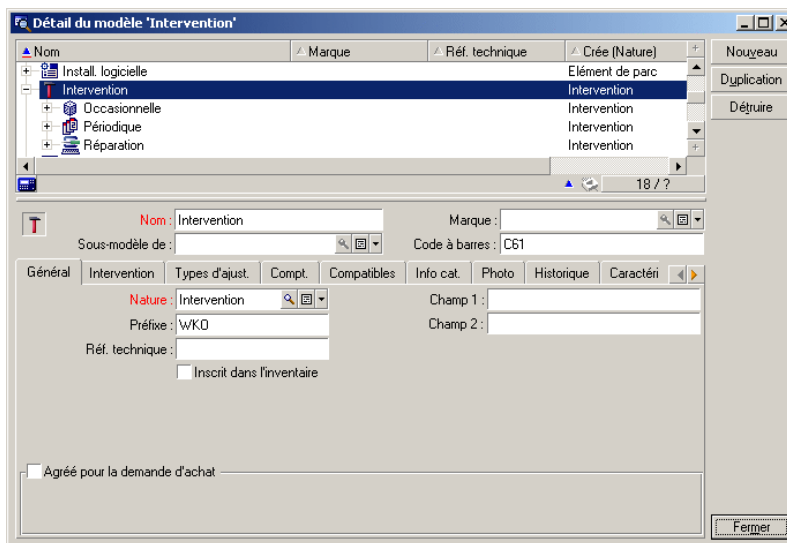 Détail du modèle 'Intervention'
Nom Marque Réf. technique Crée (Nature)
Install. logicielle Elément de parc
Intervention Intervention
Occasionnelle Intervention
Périodique Intervention
Réparation Intervention
18 / ?
Nouveau
Duplication
Détruire
Nom : Intervention Marque :
Sous-modèle de : Code à barres : C61
Général Intervention Types d'ajust. Compt. Compatibles Info cat. Photo Historique Caractéri
Nature : Intervention Champ 1 :
Préfixe : WKO Champ 2 :
Réf. technique :
Inscrit dans l'inventaire
Agréé pour la demande d'achat
Fermer